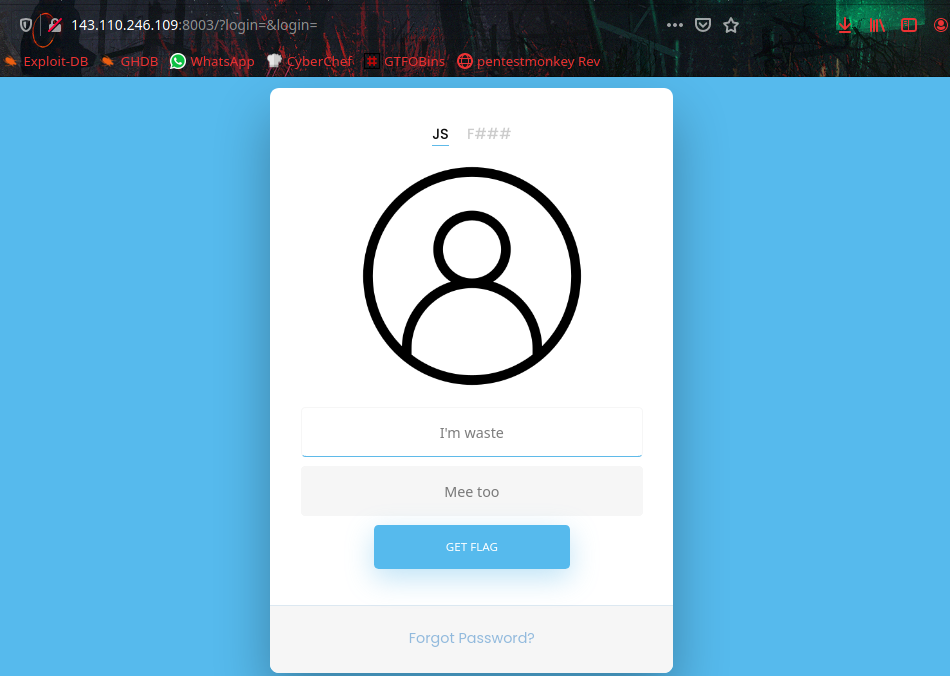 143.110.246.109:8003/?login=&login=
Exploit-DB GHDB WhatsApp CyberChef GTFOBins pentestmonkey Rev
JS F###
I'm waste
Mee too
GET FLAG
Forgot Password?